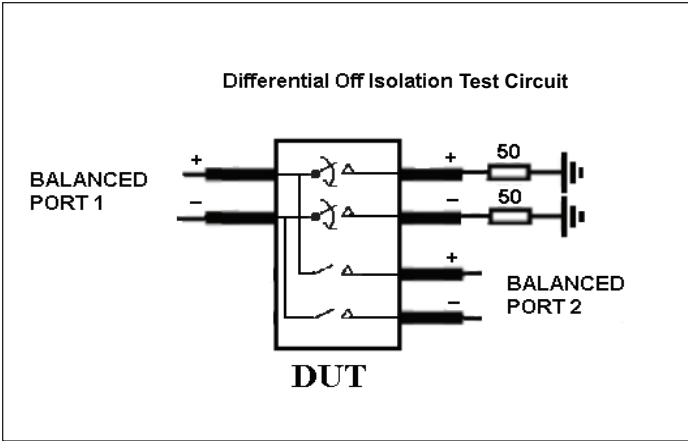 Differential Off Isolation Test Circuit
BALANCED
PORT 1
+
−
+
50
−
50
+
−
BALANCED
PORT 2
DUT